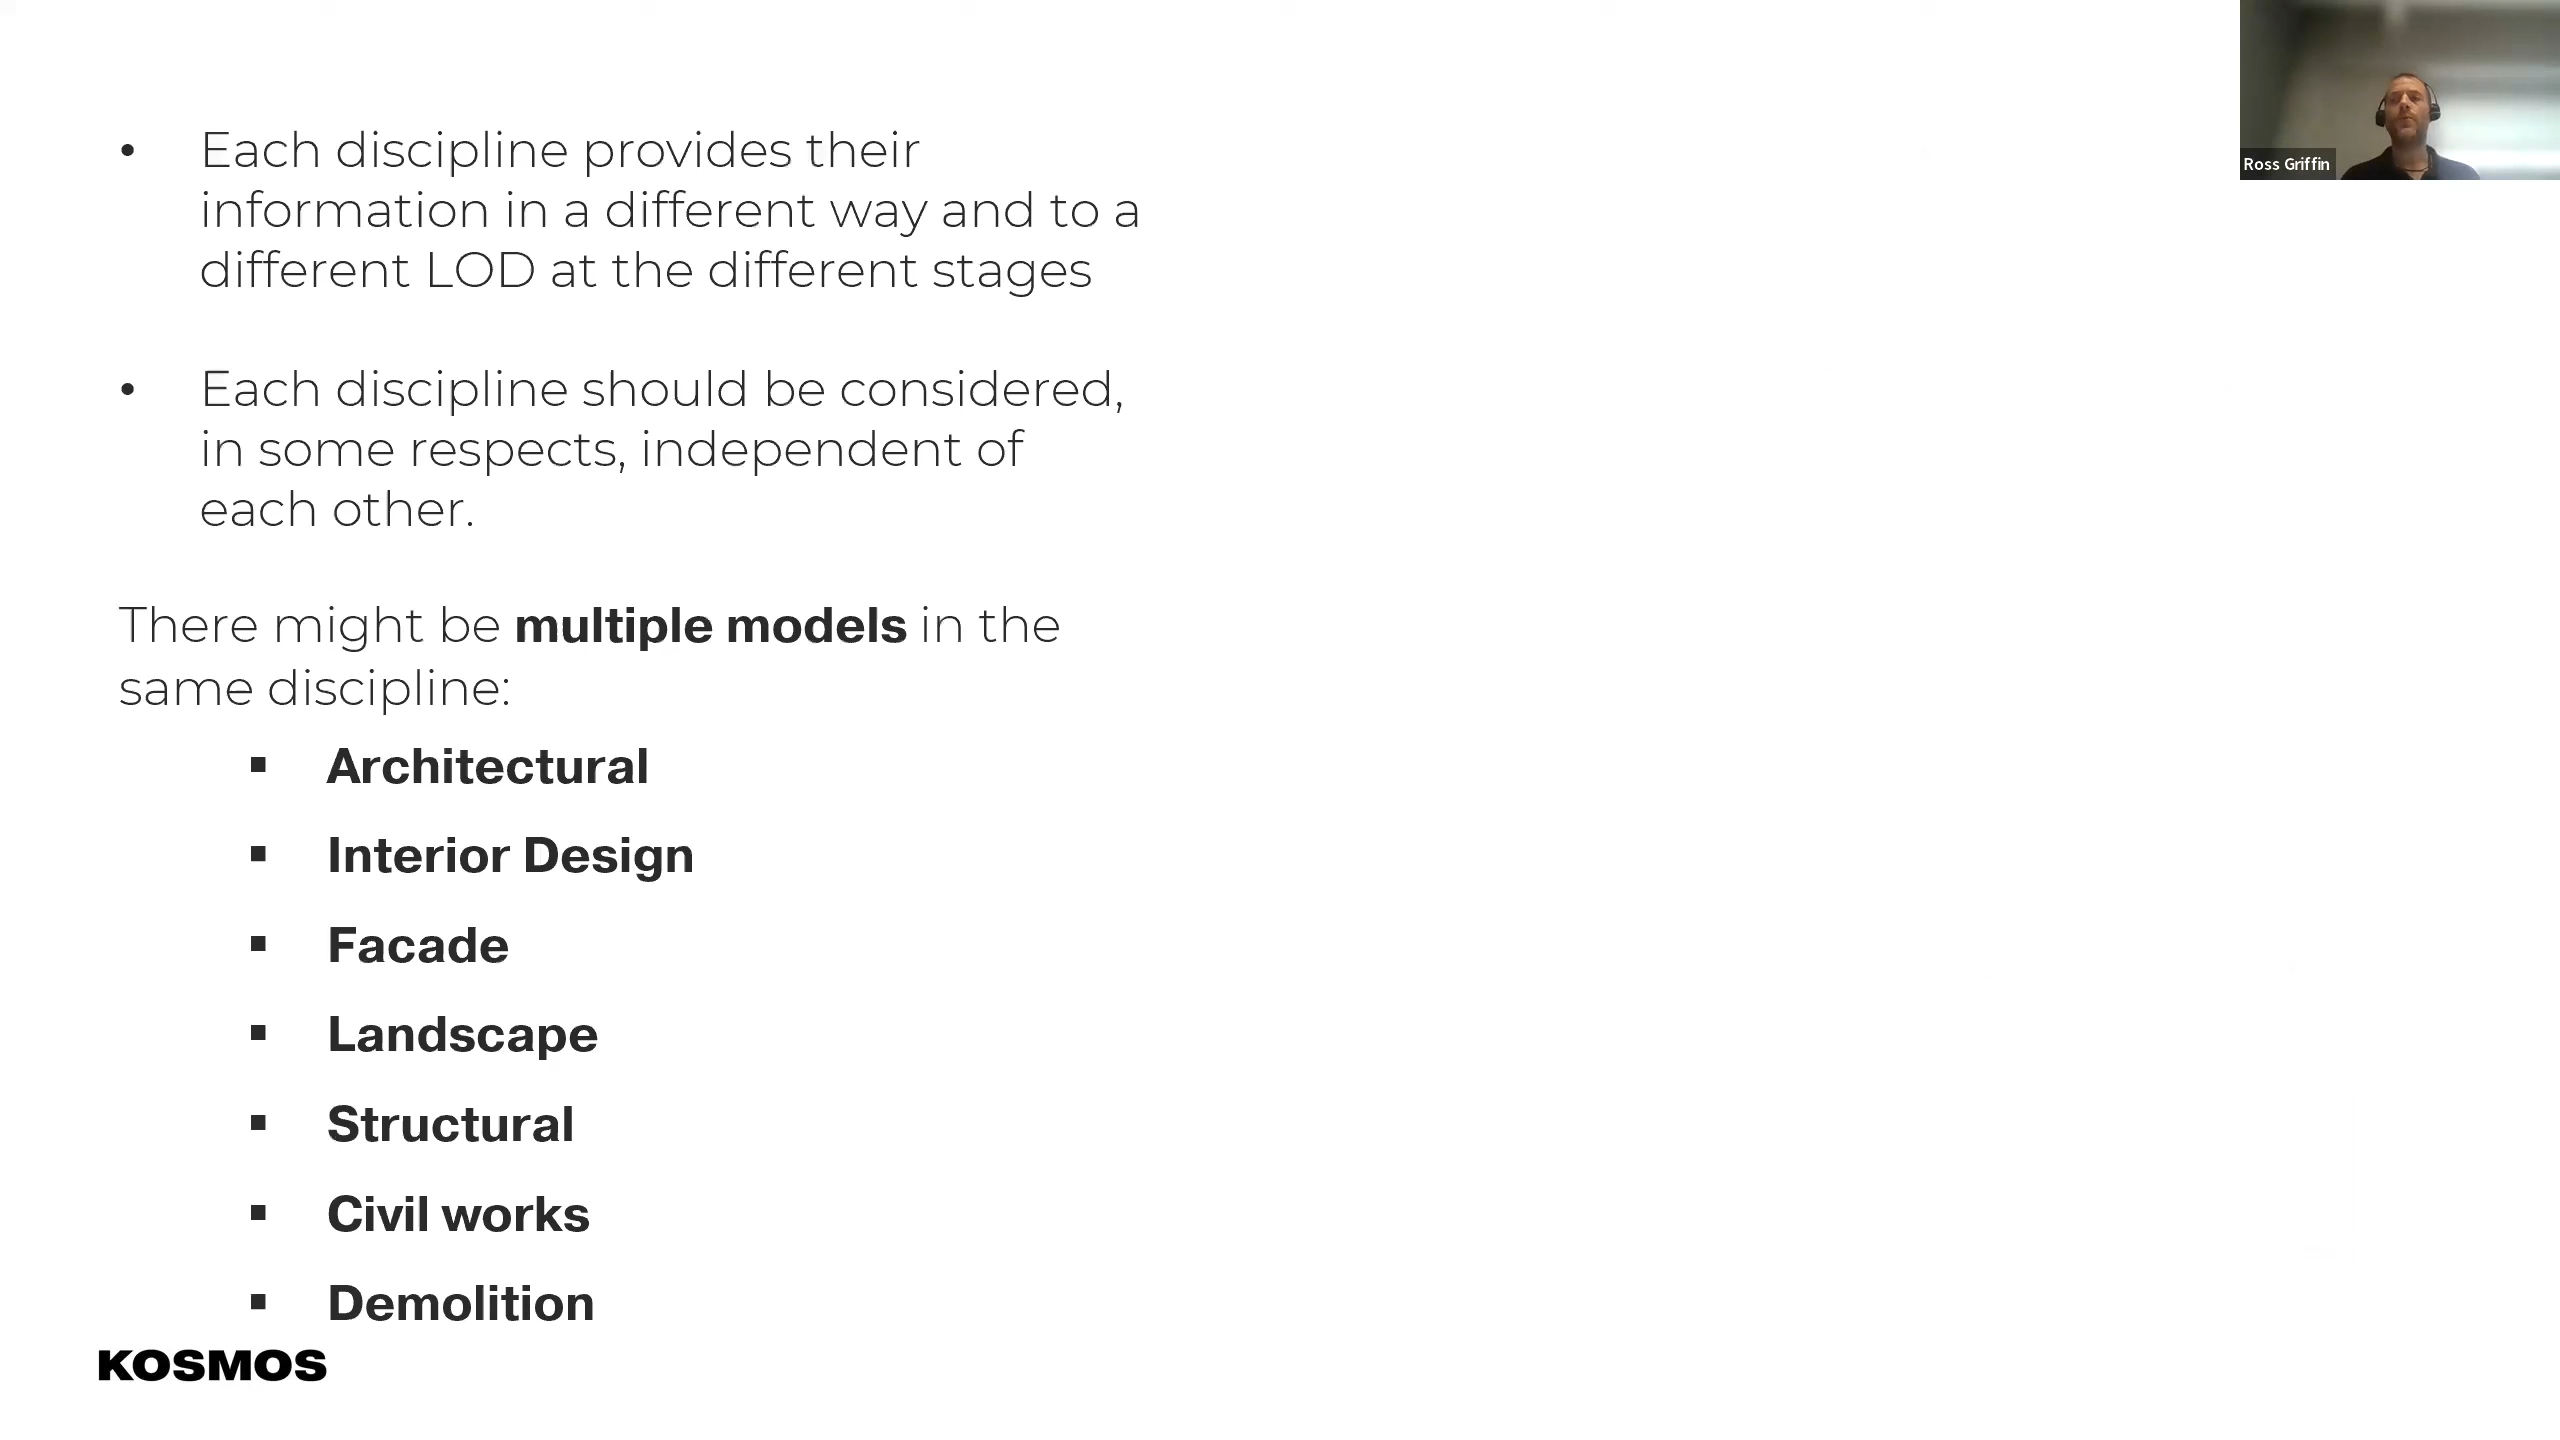 • Each discipline provides their
information in a different way and to a
different LOD at the different stages
• Each discipline should be considered,
in some respects, independent of
each other.
There might be multiple models in the
same discipline:
▪ Architectural
▪ Interior Design
▪ Facade
▪ Landscape
▪ Structural
▪ Civil works
▪ Demolition
KOSMOS
Ross Griffin